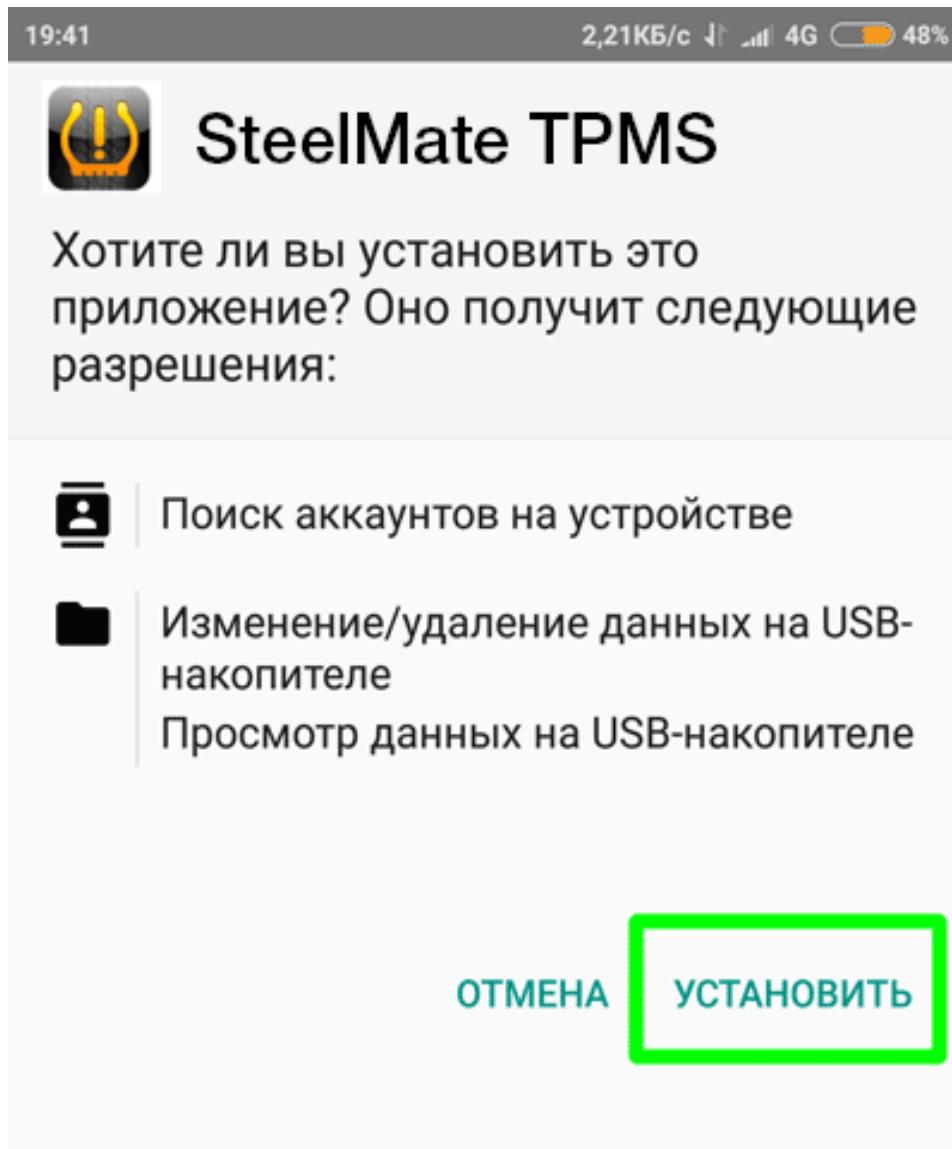 19:41 2,21КБ/с 4G 48%
SteelMate TPMS
Хотите ли вы установить это
приложение? Оно получит следующие
разрешения:
Поиск аккаунтов на устройстве
Изменение/удаление данных на USB-
накопителе
Просмотр данных на USB-накопителе
ОТМЕНА УСТАНОВИТЬ